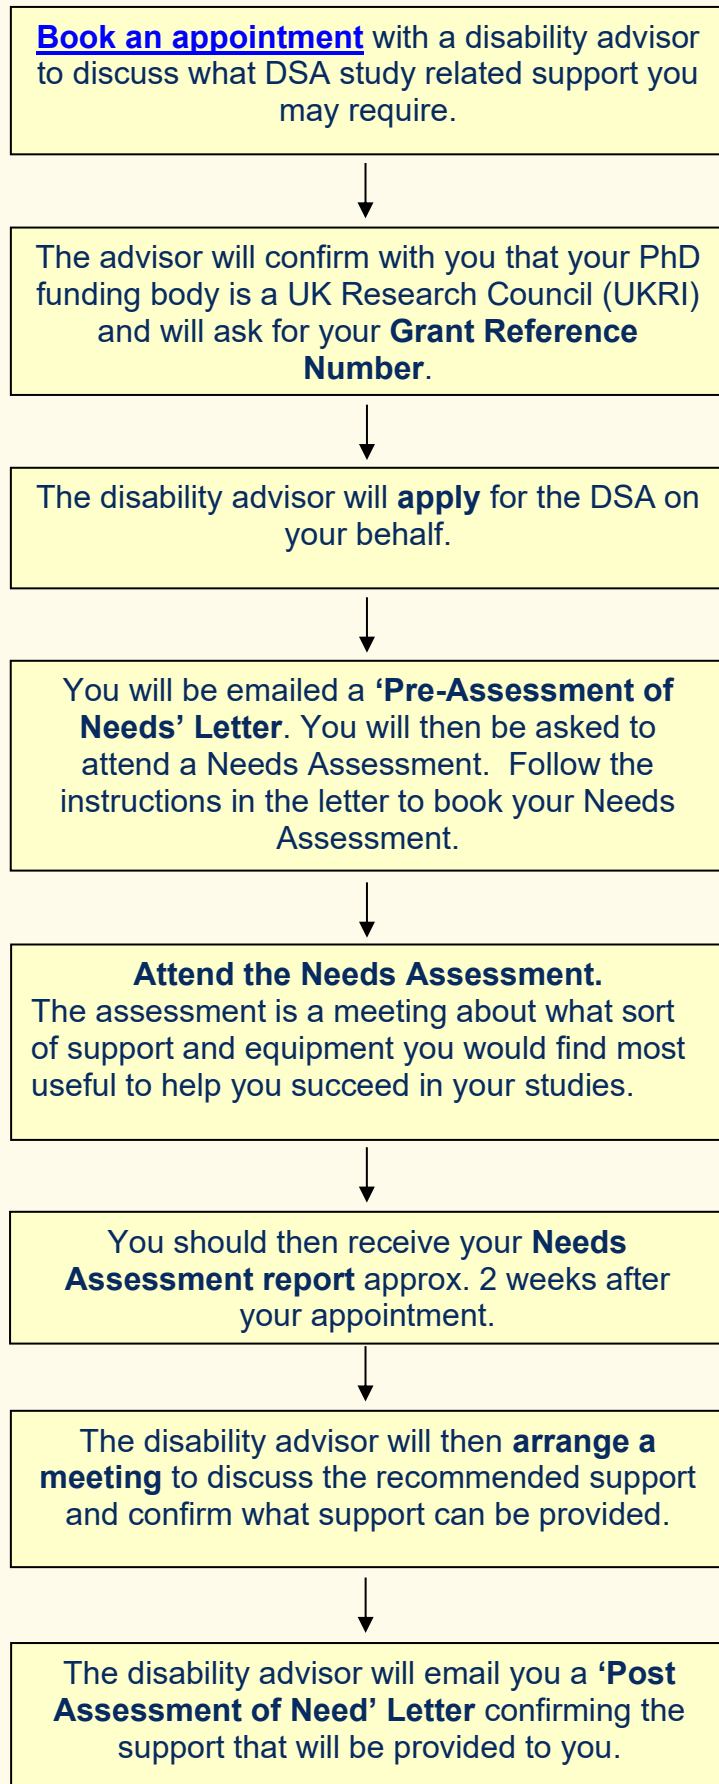 Book an appointment with a disability advisor
to discuss what DSA study related support you
may require.
The advisor will confirm with you that your PhD
funding body is a UK Research Council (UKRI)
and will ask for your Grant Reference
Number.
The disability advisor will apply for the DSA on
your behalf.
You will be emailed a ‘Pre-Assessment of
Needs’ Letter. You will then be asked to
attend a Needs Assessment.  Follow the
instructions in the letter to book your Needs
Assessment.
Attend the Needs Assessment.
The assessment is a meeting about what sort
of support and equipment you would find most
useful to help you succeed in your studies.
You should then receive your Needs
Assessment report approx. 2 weeks after
your appointment.
The disability advisor will then arrange a
meeting to discuss the recommended support
and confirm what support can be provided.
The disability advisor will email you a ‘Post
Assessment of Need’ Letter confirming the
support that will be provided to you.